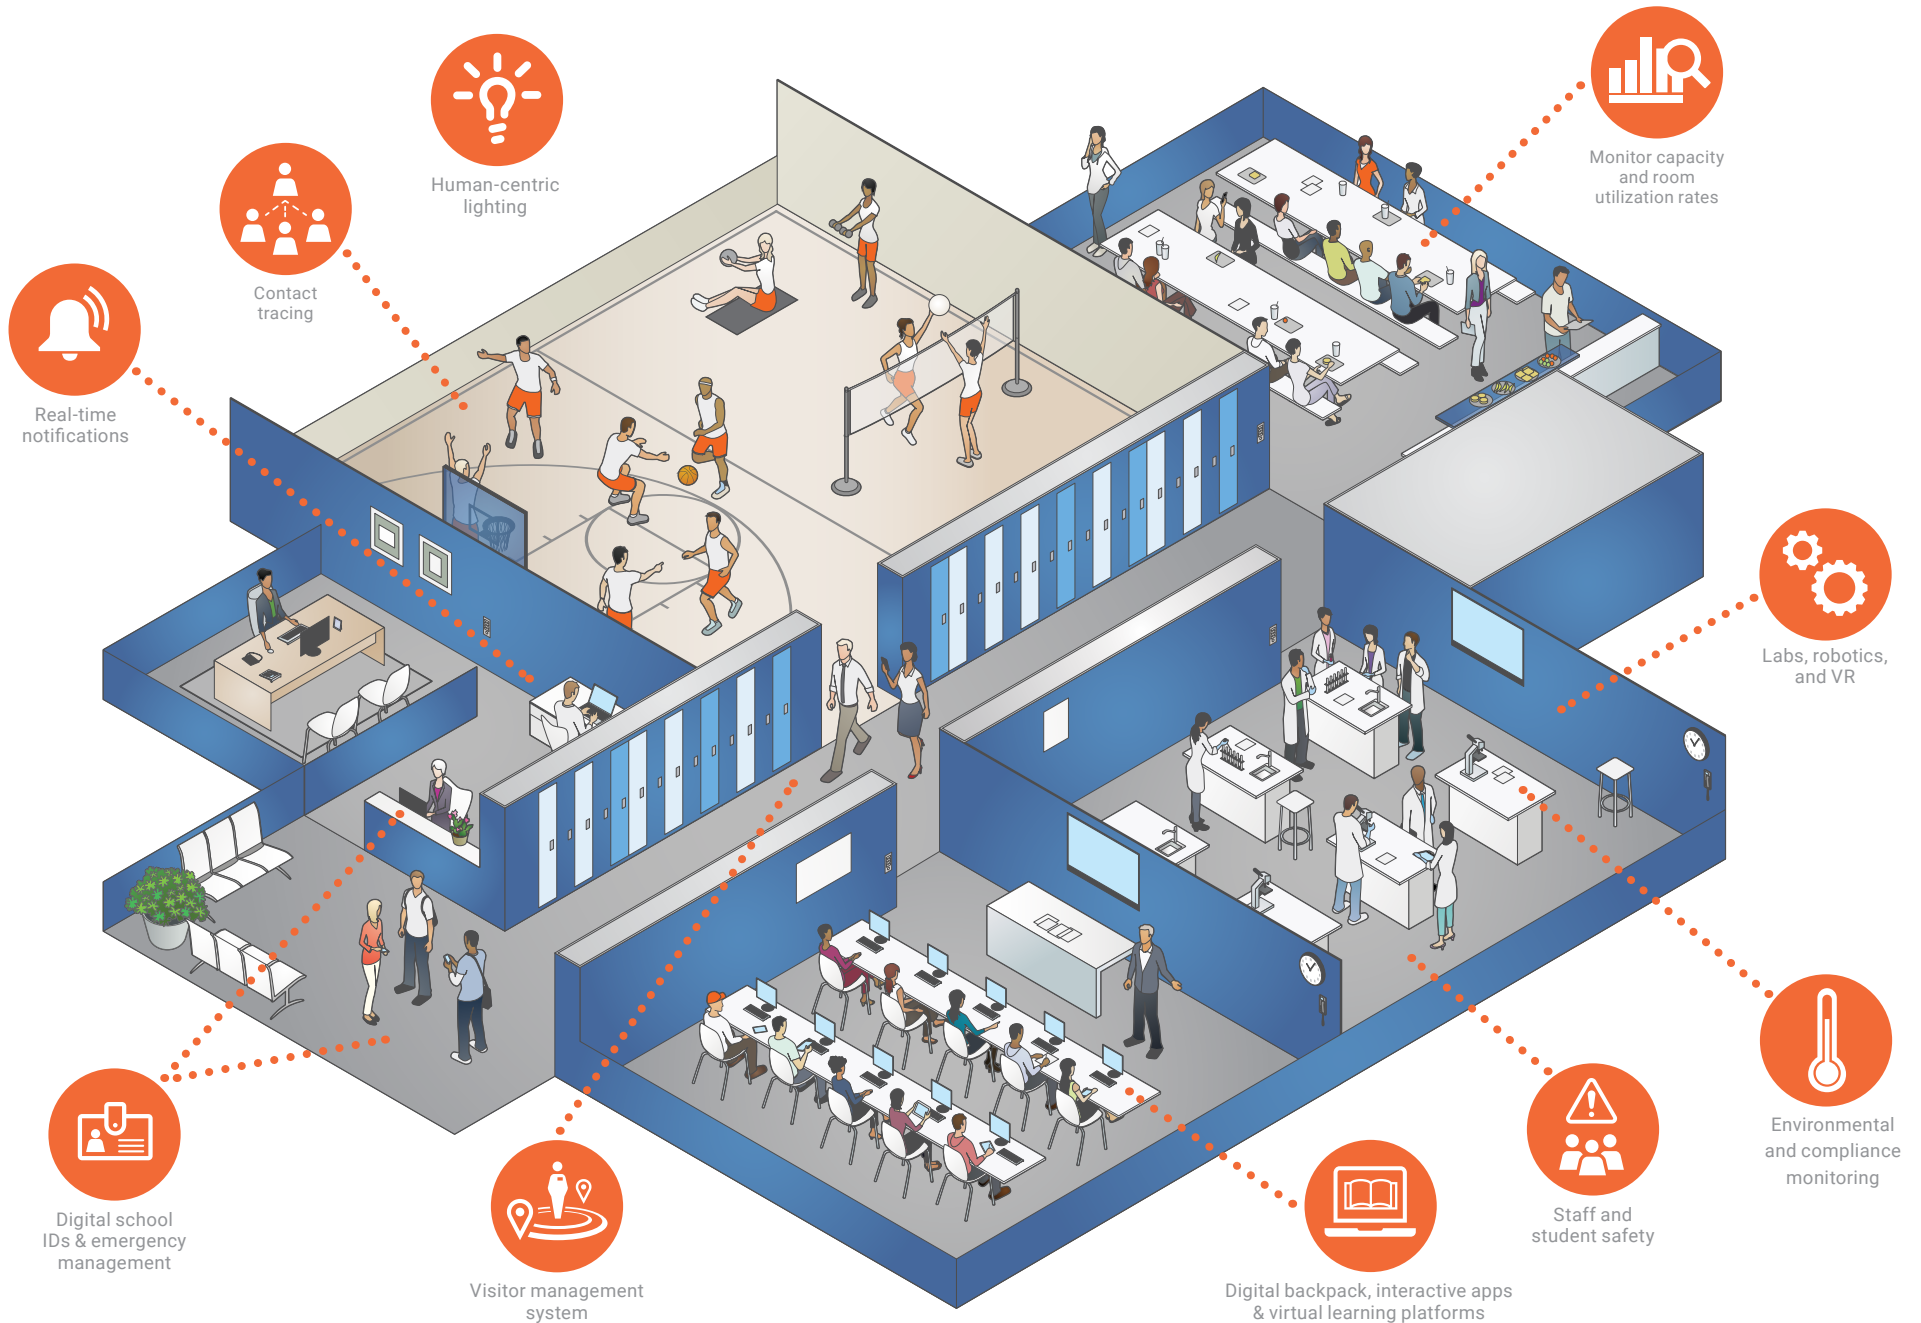 Human-centric
lighting
Monitor capacity
and room
utilization rates
Contact
tracing
Real-time
notifications
Labs, robotics,
and VR
Environmental
and compliance
monitoring
Staff and
student safety
Digital school
IDs & emergency
management
Visitor management
system
Digital backpack, interactive apps
& virtual learning platforms